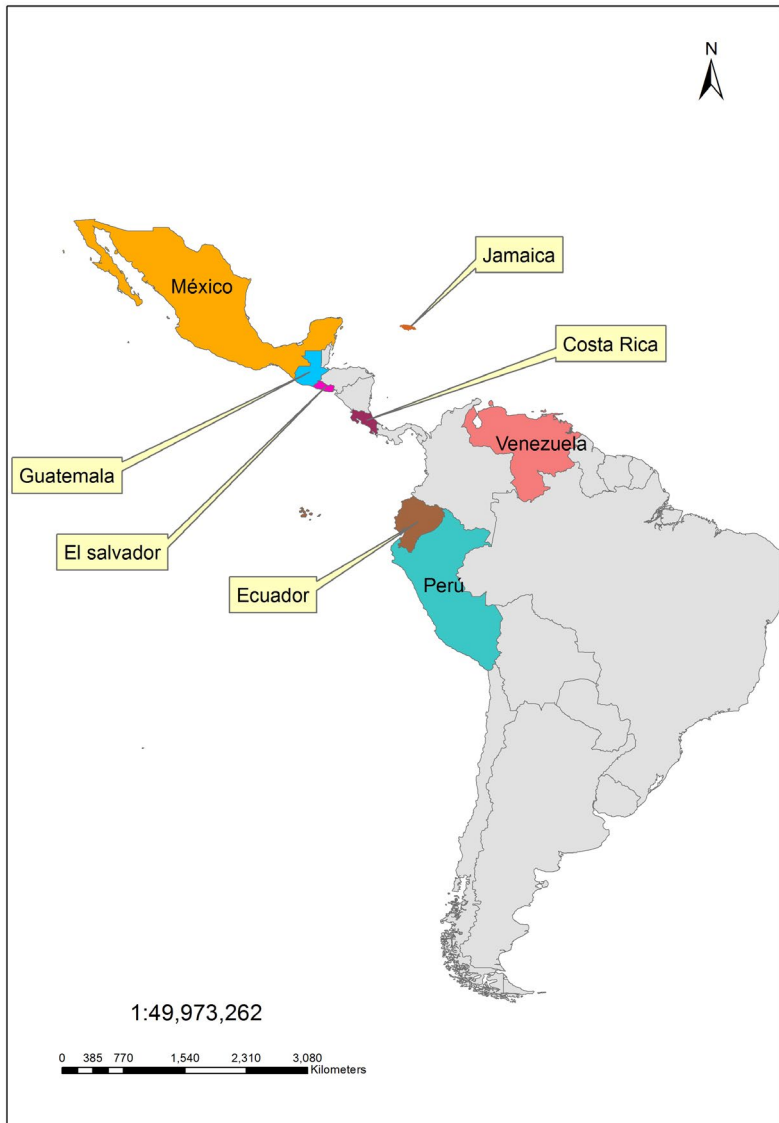 N
Jamaica
México
Costa Rica
Venezuela
Guatemala
El salvador
Ecuador
Perú
1:49,973,262
0 385 770 1,540 2,310 3,080
Kilometers